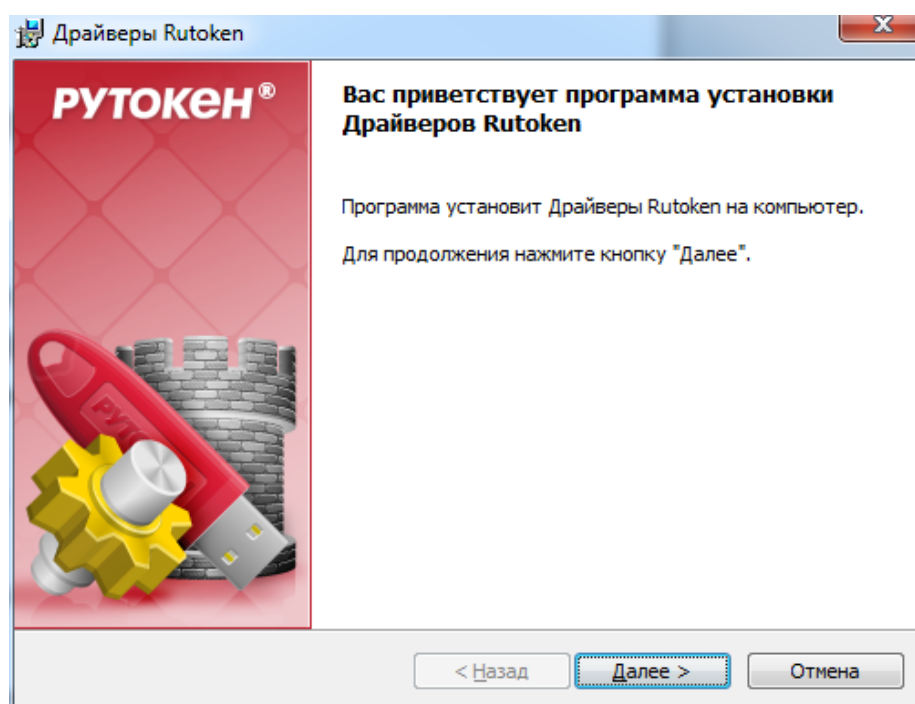 Драйверы Rutoken
РУТОКЕН®
Вас приветствует программа установки
Драйверов Rutoken
Программа установит Драйверы Rutoken на компьютер.
Для продолжения нажмите кнопку "Далее".
< Назад
Далее >
Отмена